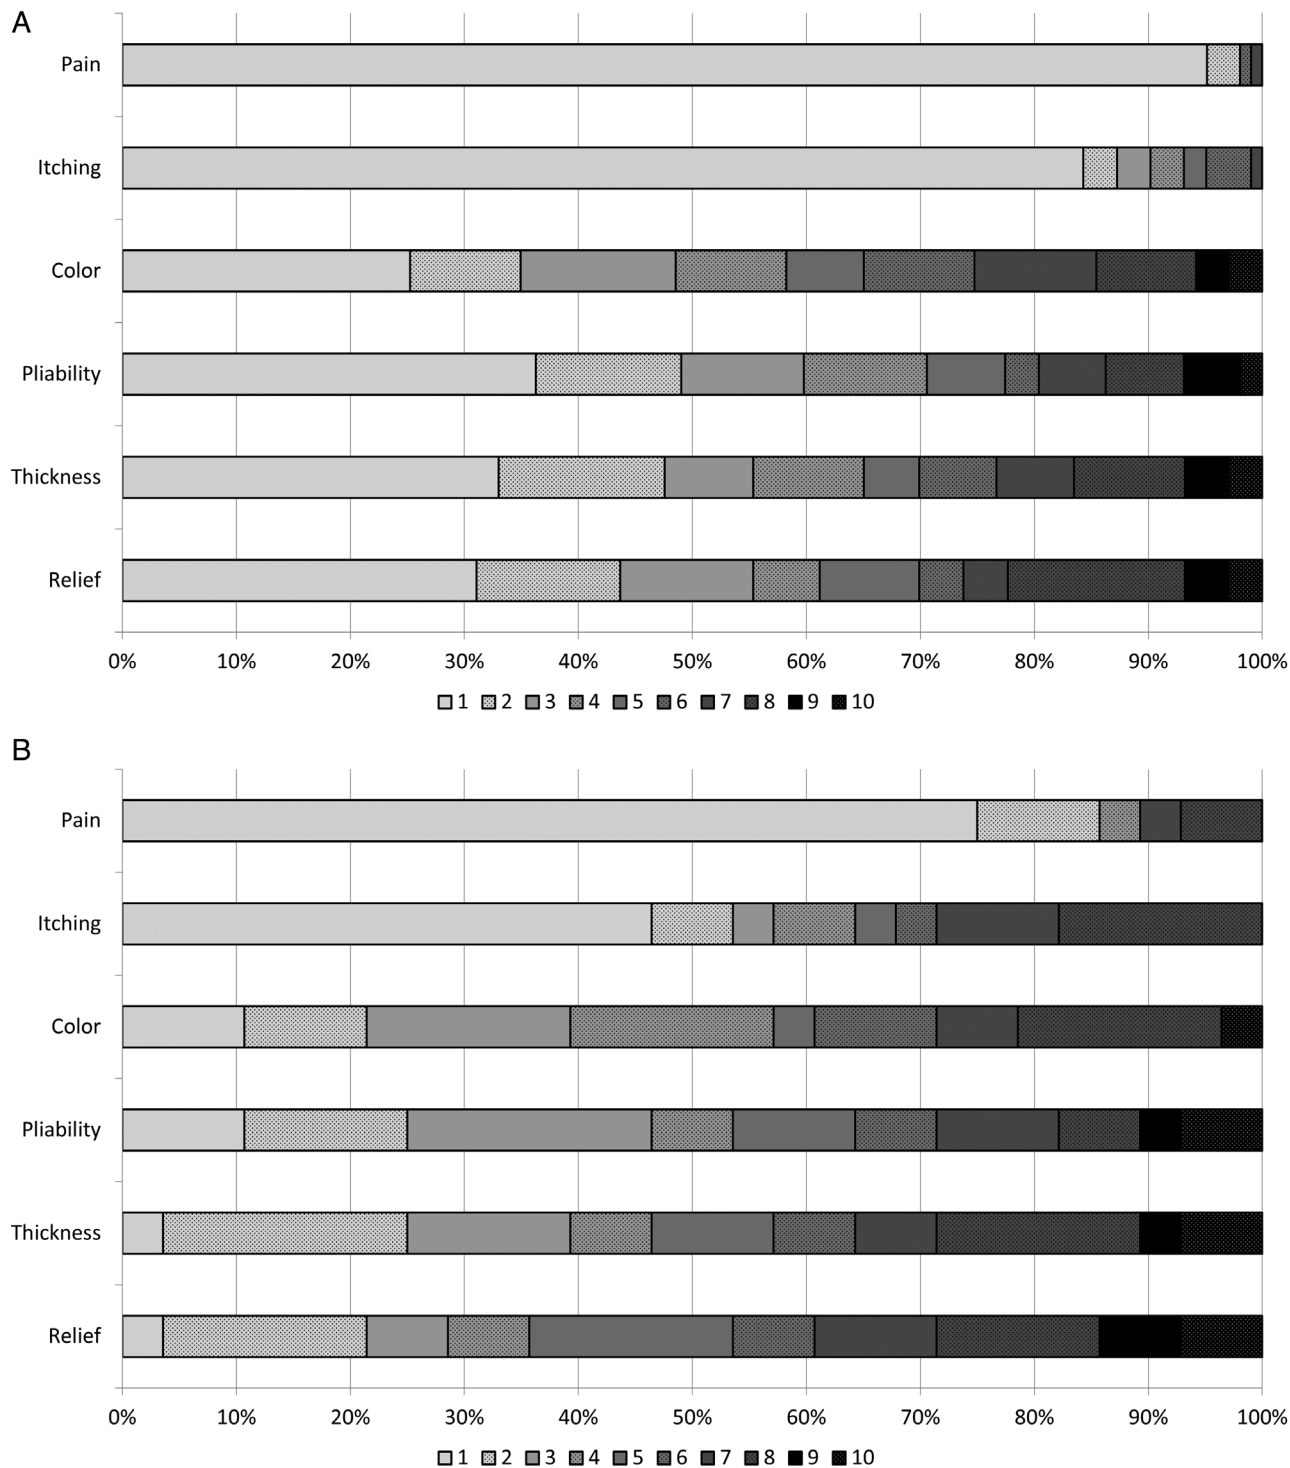 A
Pain
Itching
Color
Pliability
Thickness
Relief
0% 10% 20% 30% 40% 50% 60% 70% 80% 90% 100%
1 2 3 4 5 6 7 8 9 10
B
Pain
Itching
Color
Pliability
Thickness
Relief
0% 10% 20% 30% 40% 50% 60% 70% 80% 90% 100%
1 2 3 4 5 6 7 8 9 10